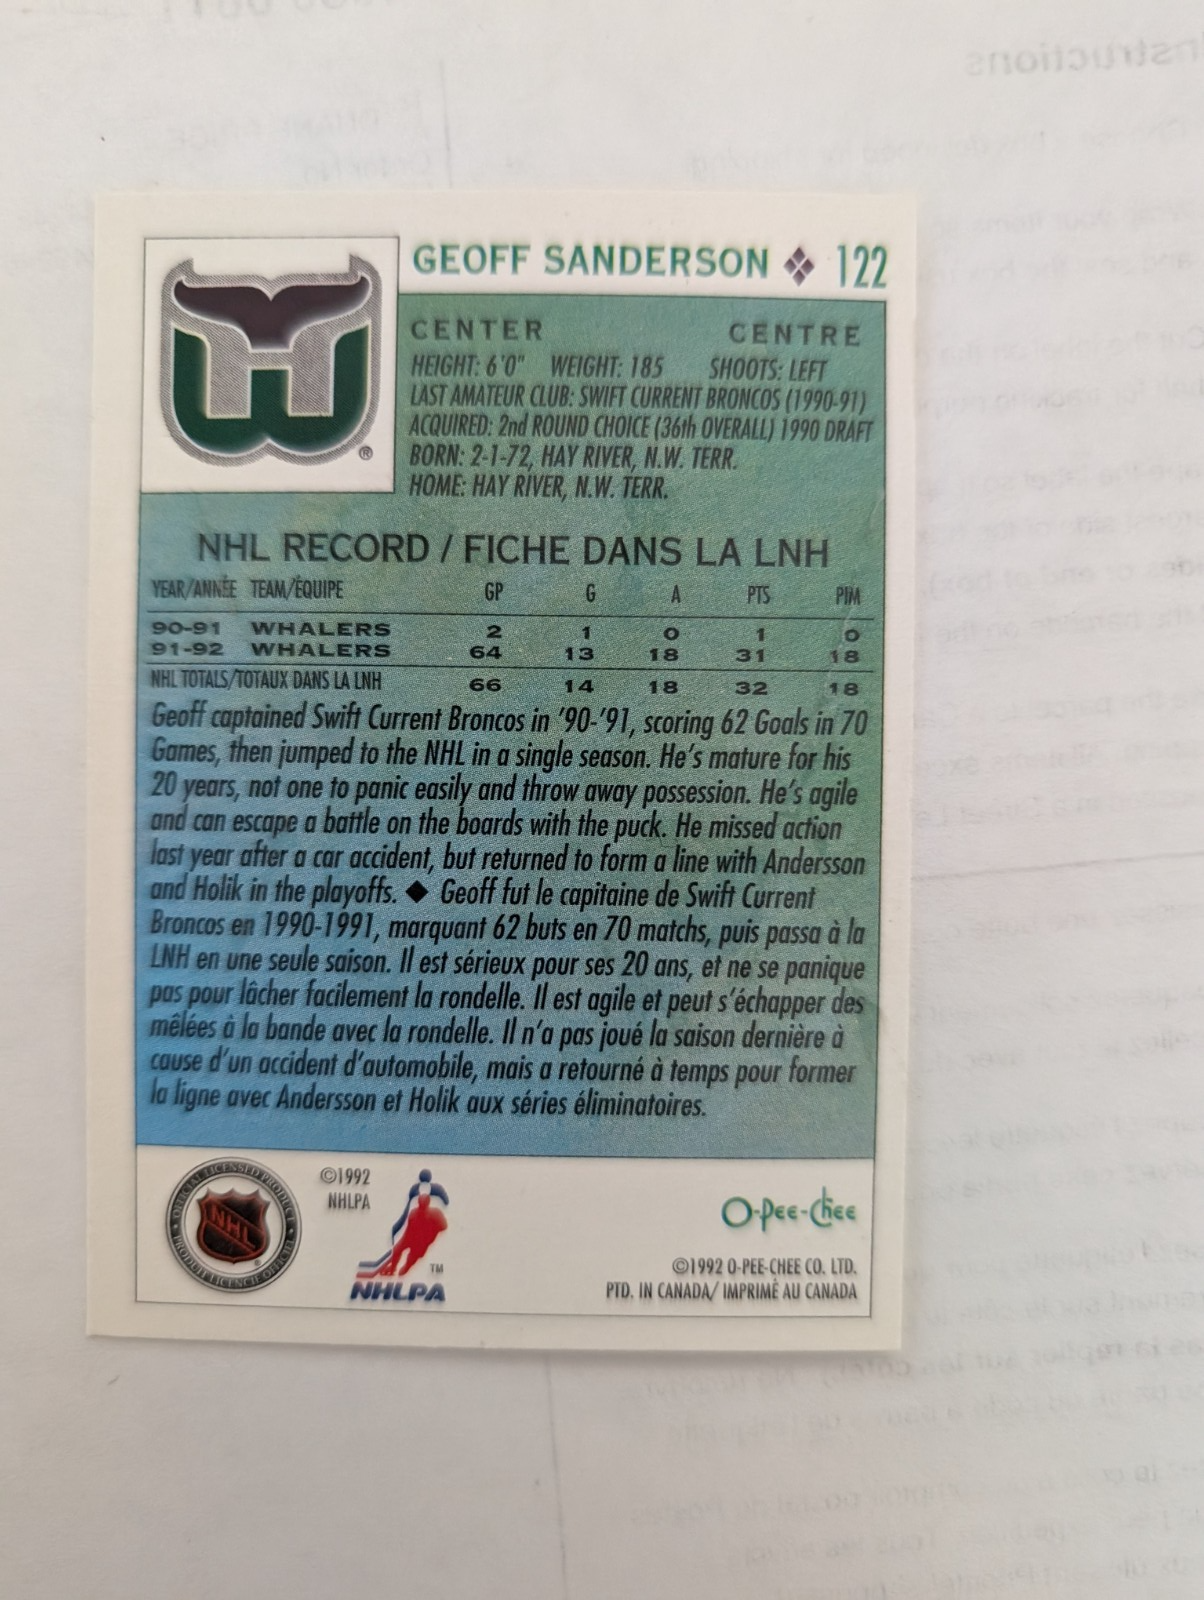 GEOFF SANDERSON 122
CENTER CENTRE
HEIGHT: 6'0" WEIGHT: 185 SHOOTS: LEFT
LAST AMATEUR CLUB: SWIFT CURRENT BRONCOS (1990-91)
ACQUIRED: 2nd ROUND CHOICE (36th OVERALL) 1990 DRAFT
BORN: 2-1-72, HAY RIVER, N.W. TERR.
HOME: HAY RIVER, N.W. TERR.
®
NHL RECORD / FICHE DANS LA LNH
YEAR/ANNÉE TEAM/ÉQUIPE GP G A PTS PIM
90-91 WHALERS 2 1 0 1 0
91-92 WHALERS 64 13 18 31 18
NHL TOTALS/TOTAUX DANS LA LNH 66 14 18 32 18
Geoff captained Swift Current Broncos in '90-'91, scoring 62 Goals in 70
Games, then jumped to the NHL in a single season. He's mature for his
20 years, not one to panic easily and throw away possession. He's agile
and can escape a battle on the boards with the puck. He missed action
last year after a car accident, but returned to form a line with Andersson
and Holik in the playoffs. ◆ Geoff fut le capitaine de Swift Current
Broncos en 1990-1991, marquant 62 buts en 70 matchs, puis passa à la
LNH en une seule saison. Il est sérieux pour ses 20 ans, et ne se panique
pas pour lâcher facilement la rondelle. Il est agile et peut s'échapper des
mêlées à la bande avec la rondelle. Il n'a pas joué la saison dernière à
cause d'un accident d'automobile, mais a retourné à temps pour former
la ligne avec Andersson et Holik aux séries éliminatoires.
OFFICIAL LICENSED PRODUCT
NHL
PRODUIT LICENCIÉ OFFICIEL
©1992
NHLPA
TM
NHLPA
O-Pee-Chee
©1992 O-PEE-CHEE CO. LTD.
PTD. IN CANADA/ IMPRIMÉ AU CANADA